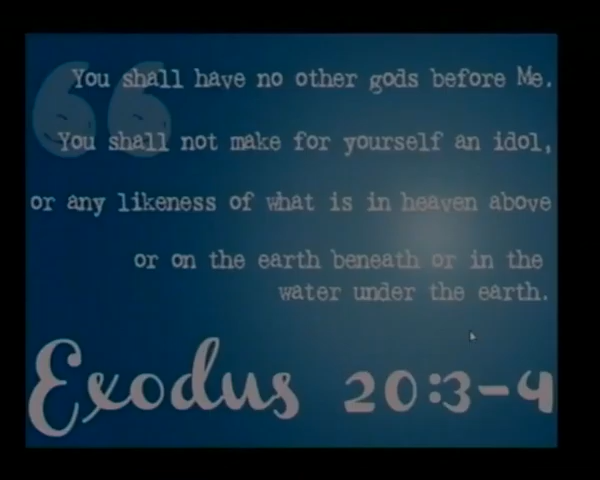 You shall have no other gods before Me.
You shall not make for yourself an idol,
or any likeness of what is in heaven above
or on the earth beneath or in the
water under the earth.
Exodus 20:3-4